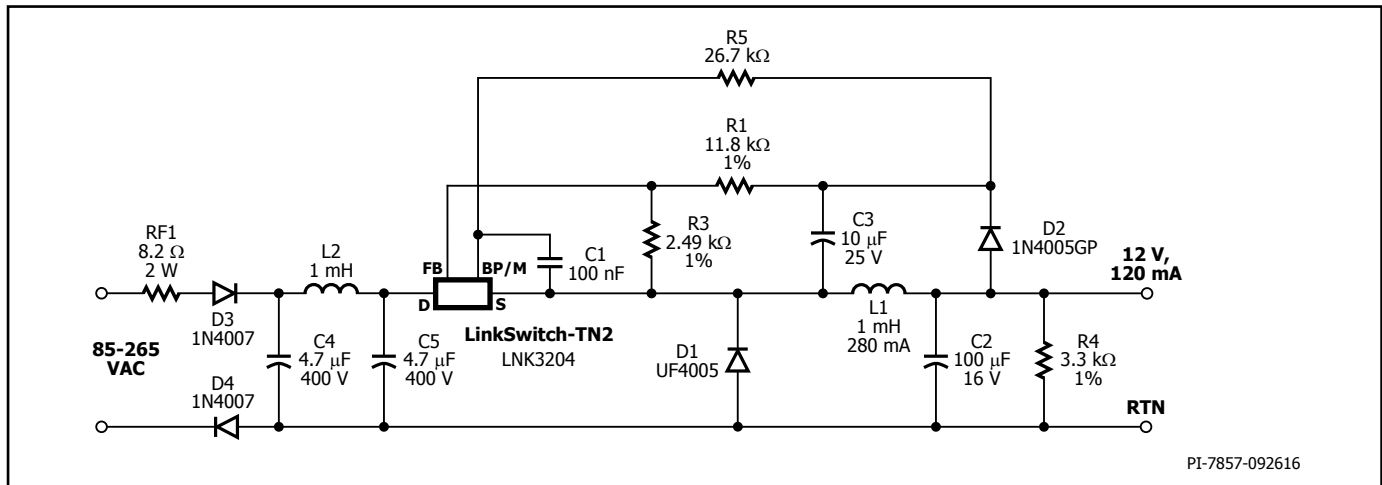 R5
26.7 kΩ
R1
11.8 kΩ
1%
RF1
8.2 Ω
2 W
D3
1N4007
L2
1 mH
FB
BP/M
D
S
C1
100 nF
R3
2.49 kΩ
1%
C3
10 µF
25 V
D2
1N4005GP
12 V,
120 mA
LinkSwitch-TN2
LNK3204
L1
1 mH
280 mA
85-265
VAC
C4
4.7 µF
400 V
C5
4.7 µF
400 V
D1
UF4005
C2
100 µF
16 V
R4
3.3 kΩ
1%
D4
1N4007
RTN
PI-7857-092616